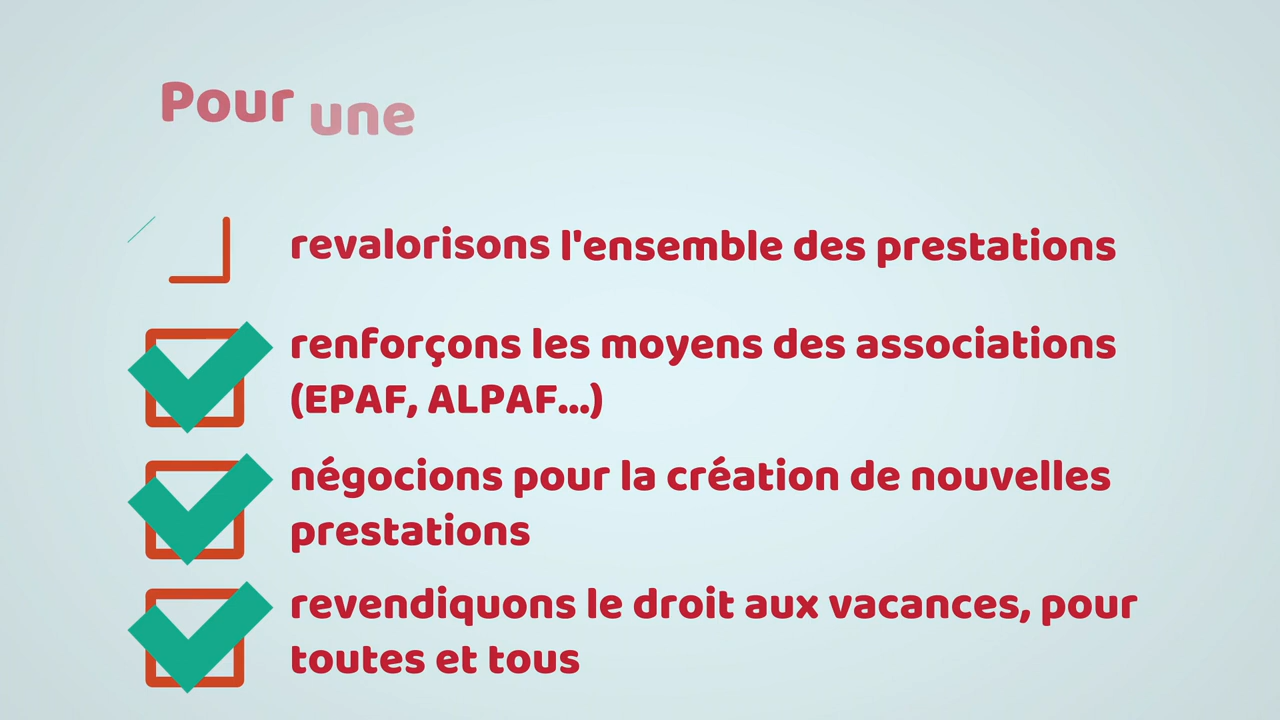 Pour une
revalorisons l'ensemble des prestations
renforçons les moyens des associations
(EPAF, ALPAF...)
négocions pour la création de nouvelles
prestations
revendiquons le droit aux vacances, pour
toutes et tous